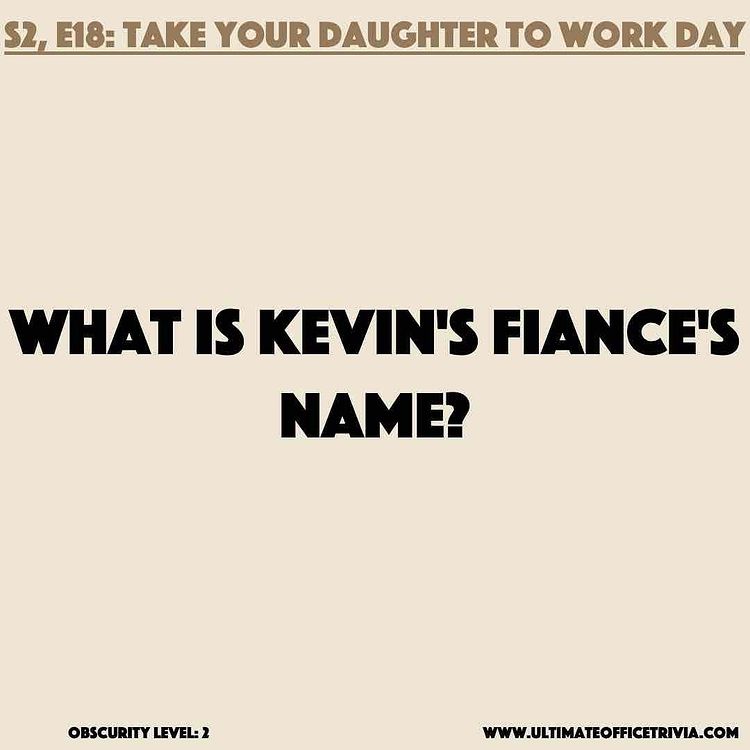 S2, E18: TAKE YOUR DAUGHTER TO WORK DAY
WHAT IS KEVIN'S FIANCE'S
NAME?
OBSCURITY LEVEL: 2
WWW.ULTIMATEOFFICETRIVIA.COM